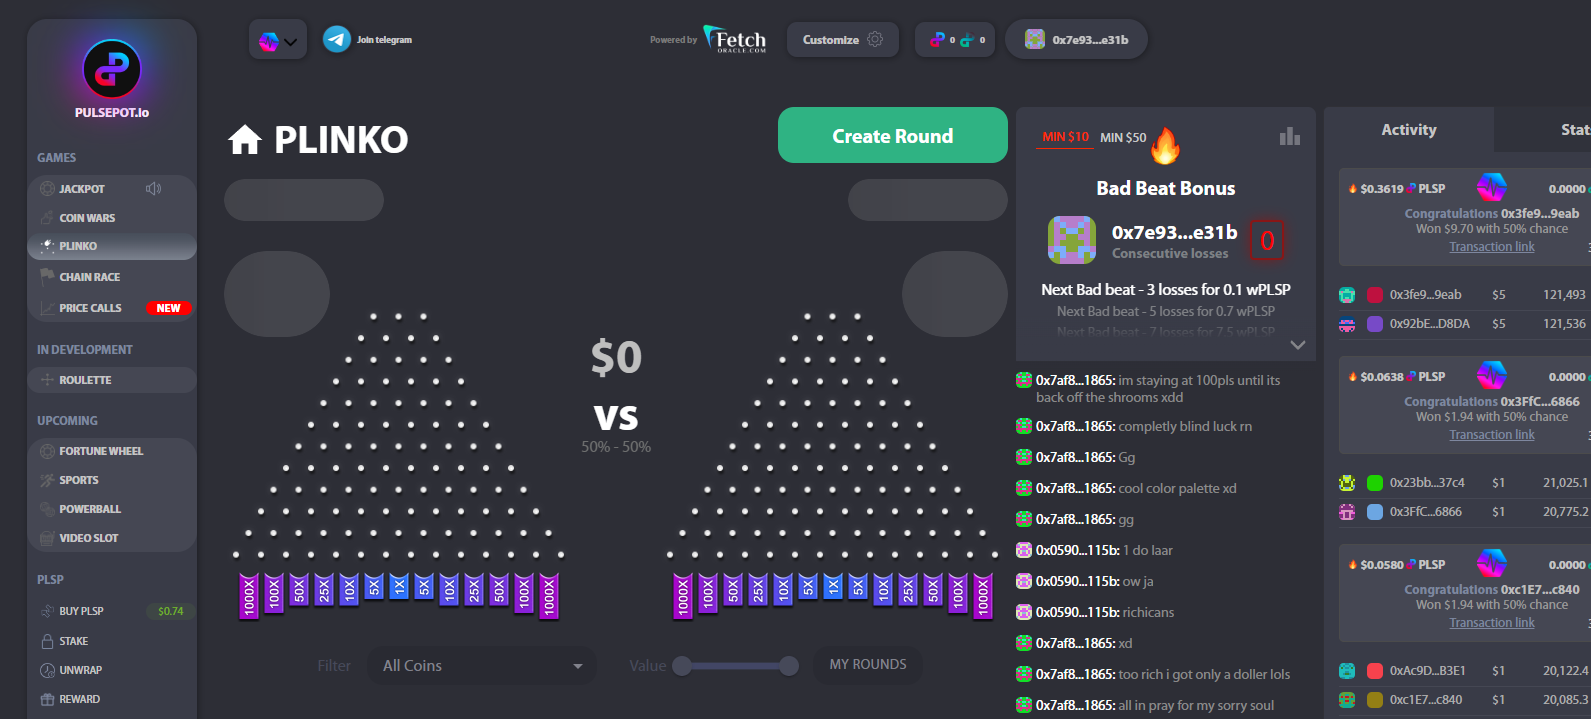 PULSEPOT.io
GAMES
JACKPOT
COIN WARS
PLINKO
CHAIN RACE
PRICE CALLS NEW
IN DEVELOPMENT
ROULETTE
UPCOMING
FORTUNE WHEEL
SPORTS
POWERBALL
VIDEO SLOT
PLSP
BUY PLSP $0.74
STAKE
UNWRAP
REWARD
Join telegram
Powered by Fetch
ORACLE.COM
Customize
0 0
0x7e93...e31b
PLINKO
Create Round
$0
vs
50% - 50%
1000X 100X 50X 25X 10X 5X 1X 5X 10X 25X 50X 100X 1000X
1000X 100X 50X 25X 10X 5X 1X 5X 10X 25X 50X 100X 1000X
Filter All Coins Value MY ROUNDS
MIN $10 MIN $50
Bad Beat Bonus
0x7e93...e31b 0
Consecutive losses
Next Bad beat - 3 losses for 0.1 wPLSP
Next Bad beat - 5 losses for 0.7 wPLSP
Next Bad beat - 7 losses for 7.5 wPLSP
0x7af8...1865: im staying at 100pls until its
back off the shrooms xdd
0x7af8...1865: completly blind luck rn
0x7af8...1865: Gg
0x7af8...1865: cool color palette xd
0x7af8...1865: gg
0x0590...115b: 1 do laar
0x0590...115b: ow ja
0x0590...115b: richicans
0x7af8...1865: xd
0x7af8...1865: too rich i got only a doller lols
0x7af8...1865: all in pray for my sorry soul
Activity Stat
$0.3619 PLSP 0.0000
Congratulations 0x3fe9...9eab
Won $9.70 with 50% chance
Transaction link
0x3fe9...9eab $5 121,493
0x92bE...D8DA $5 121,536
$0.0638 PLSP 0.0000
Congratulations 0x3FfC...6866
Won $1.94 with 50% chance
Transaction link
0x23bb...37c4 $1 21,025.1
0x3FfC...6866 $1 20,775.2
$0.0580 PLSP 0.0000
Congratulations 0xc1E7...c840
Won $1.94 with 50% chance
Transaction link
0xAc9D...B3E1 $1 20,122.4
0xc1E7...c840 $1 20,085.3